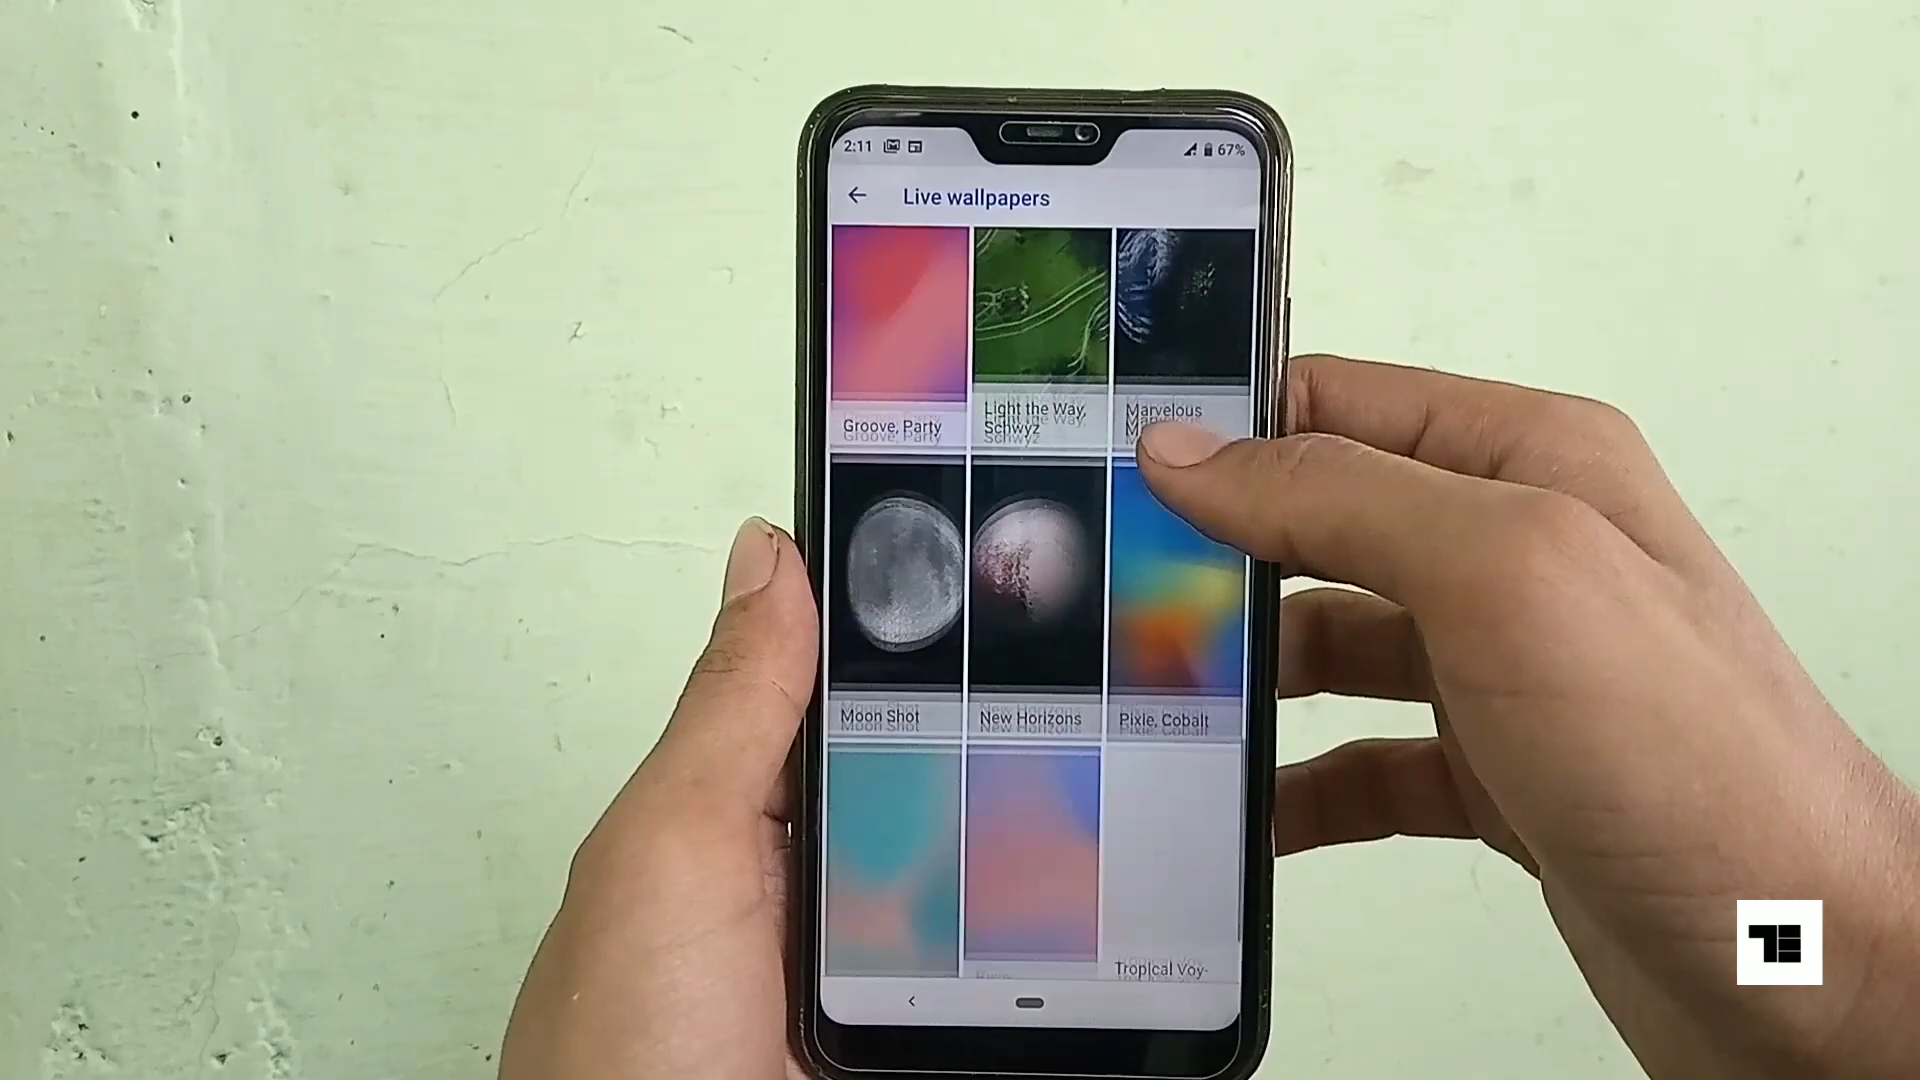 2:11
67%
Live wallpapers
Groove, Party
Light the Way,
Schwyz
Marvelous
Moon Shot
New Horizons
Pixie, Cobalt
Tropical Voy-